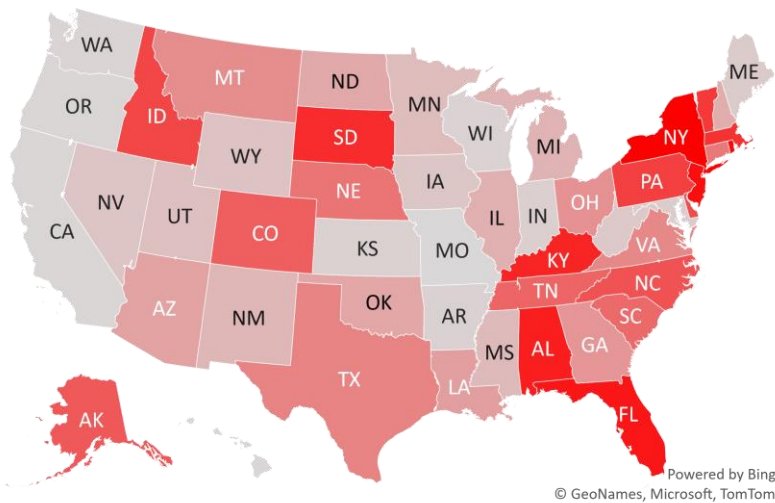 WA
ME
MT
ND
MN
OR
ID
NY
WI
SD
MI
WY
PA
IA
NE
NV
OH
IL
IN
UT
CO
CA
VA
KS
MO
KY
NC
TN
OK
AZ
SC
NM
AR
MS
AL
GA
TX
LA
FL
AK
Powered by Bing
© GeoNames, Microsoft, TomTom